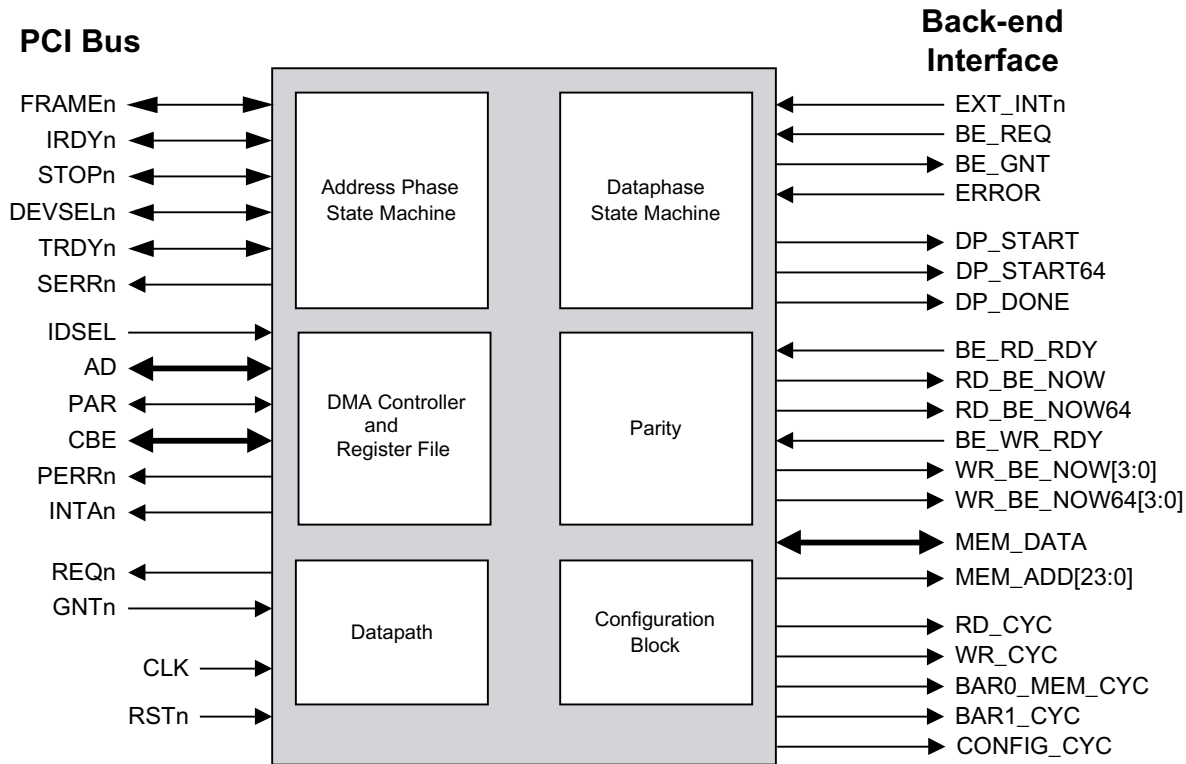 PCI Bus
FRAMEn
IRDYn
STOPn
DEVSELn
TRDYn
SERRn
IDSEL
AD
PAR
CBE
PERRn
INTAn
REQn
GNTn
CLK
RSTn
Address Phase
State Machine
Dataphase
State Machine
DMA Controller
and
Register File
Parity
Datapath
Configuration
Block
Back-end
Interface
EXT_INTn
BE_REQ
BE_GNT
ERROR
DP_START
DP_START64
DP_DONE
BE_RD_RDY
RD_BE_NOW
RD_BE_NOW64
BE_WR_RDY
WR_BE_NOW[3:0]
WR_BE_NOW64[3:0]
MEM_DATA
MEM_ADD[23:0]
RD_CYC
WR_CYC
BAR0_MEM_CYC
BAR1_CYC
CONFIG_CYC